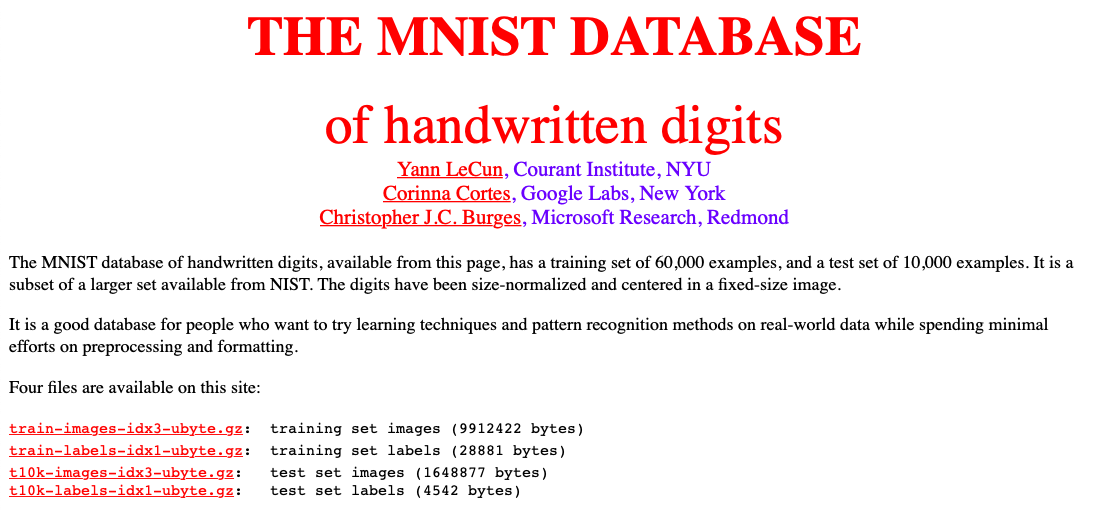 THE MNIST DATABASE
of handwritten digits
Yann LeCun, Courant Institute, NYU
Corinna Cortes, Google Labs, New York
Christopher J.C. Burges, Microsoft Research, Redmond
The MNIST database of handwritten digits, available from this page, has a training set of 60,000 examples, and a test set of 10,000 examples. It is a
subset of a larger set available from NIST. The digits have been size-normalized and centered in a fixed-size image.
It is a good database for people who want to try learning techniques and pattern recognition methods on real-world data while spending minimal
efforts on preprocessing and formatting.
Four files are available on this site:
train-images-idx3-ubyte.gz: training set images (9912422 bytes)
train-labels-idx1-ubyte.gz: training set labels (28881 bytes)
t10k-images-idx3-ubyte.gz: test set images (1648877 bytes)
t10k-labels-idx1-ubyte.gz: test set labels (4542 bytes)